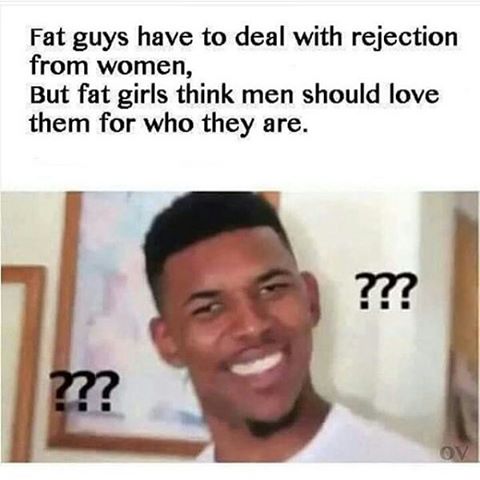 Fat guys have to deal with rejection
from women,
But fat girls think men should love
them for who they are.
???
???
OV